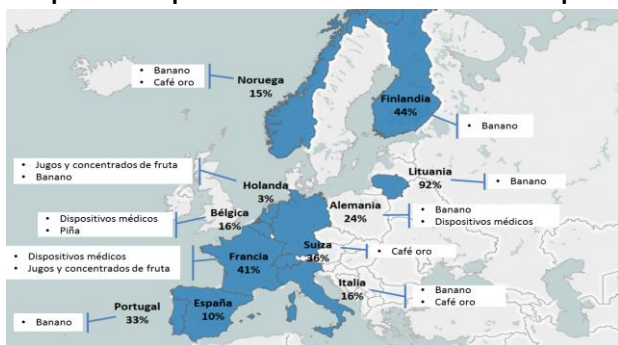 • Banano
• Café oro
Noruega
15%
Finlandia
44%
• Banano
• Jugos y concentrados de fruta
• Banano
Holanda
3%
Lituania
92%
• Banano
• Dispositivos médicos
• Piña
Bélgica
16%
Alemania
24%
• Banano
• Dispositivos médicos
• Dispositivos médicos
• Jugos y concentrados de fruta
Francia
41%
Suiza
36%
• Café oro
Italia
16%
• Banano
• Café oro
Portugal
33%
• Banano
España
10%